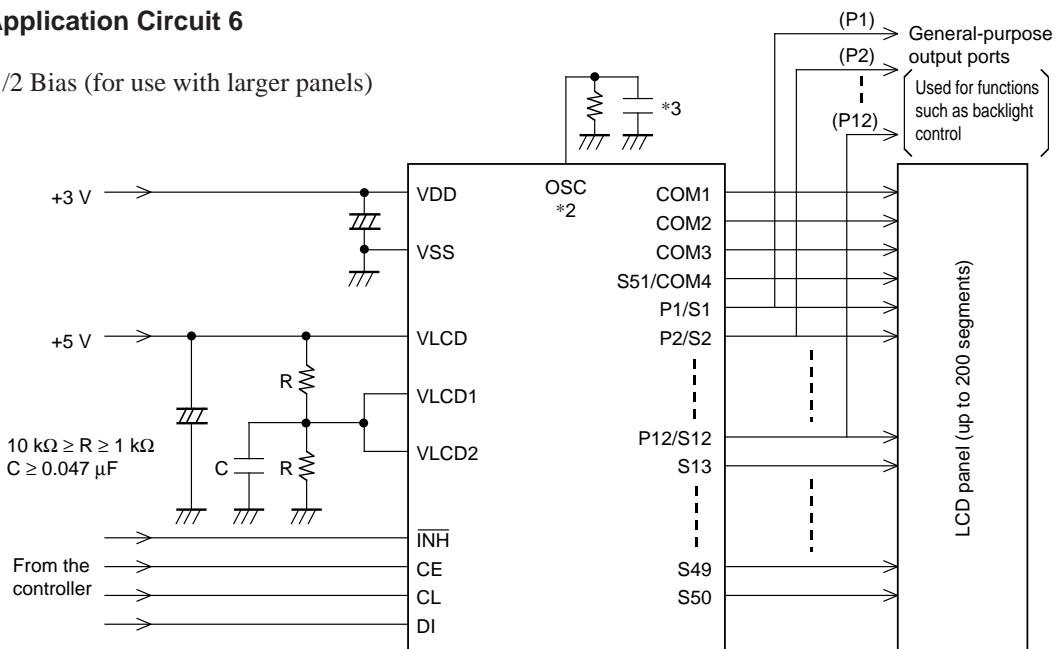 Application Circuit 6
/2 Bias (for use with larger panels)
(P1)
(P2)
(P12)
General-purpose
output ports
Used for functions
such as backlight
control
*3
+3 V
VDD
VSS
OSC
*2
COM1
COM2
COM3
S51/COM4
P1/S1
P2/S2
P12/S12
S13
S49
S50
+5 V
VLCD
R
VLCD1
VLCD2
C
R
10 kΩ ≥ R ≥ 1 kΩ
C ≥ 0.047 µF
From the
controller
I̅N̅H̅
CE
CL
DI
LCD panel (up to 200 segments)